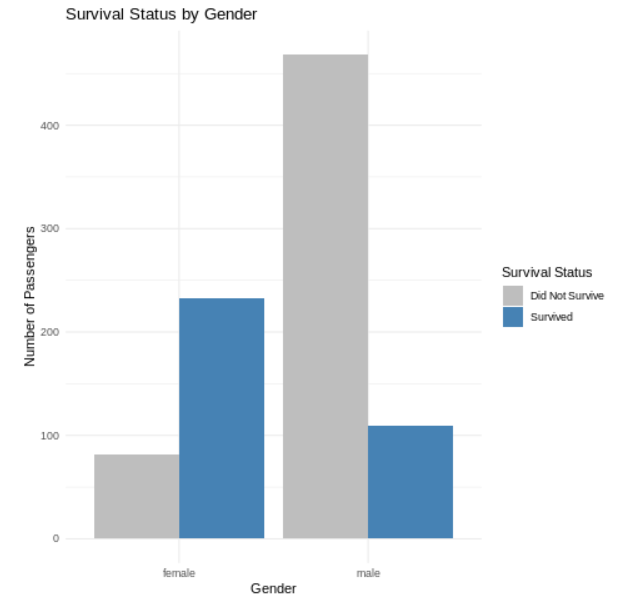 Survival Status by Gender
Number of Passengers
400
300
200
100
0
female
male
Gender
Survival Status
Did Not Survive
Survived